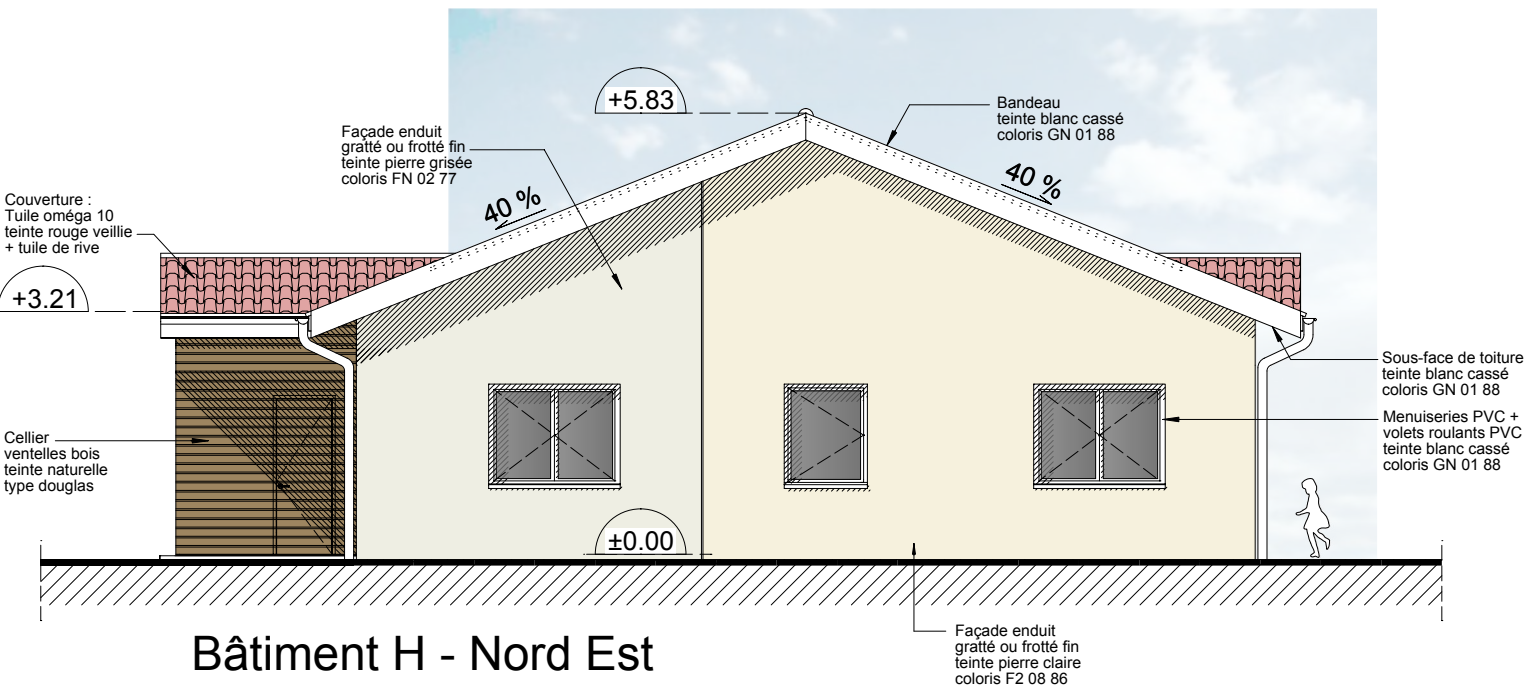 +5.83
Bandeau
teinte blanc cassé
coloris GN 01 88
Façade enduit
gratté ou frotté fin
teinte pierre grisée
coloris FN 02 77
40 %
40 %
Couverture :
Tuile oméga 10
teinte rouge veillie
+ tuile de rive
+3.21
Sous-face de toiture
teinte blanc cassé
coloris GN 01 88
Menuiseries PVC +
volets roulants PVC
teinte blanc cassé
coloris GN 01 88
Cellier
ventelles bois
teinte naturelle
type douglas
±0.00
Façade enduit
gratté ou frotté fin
teinte pierre claire
coloris F2 08 86
Bâtiment H - Nord Est